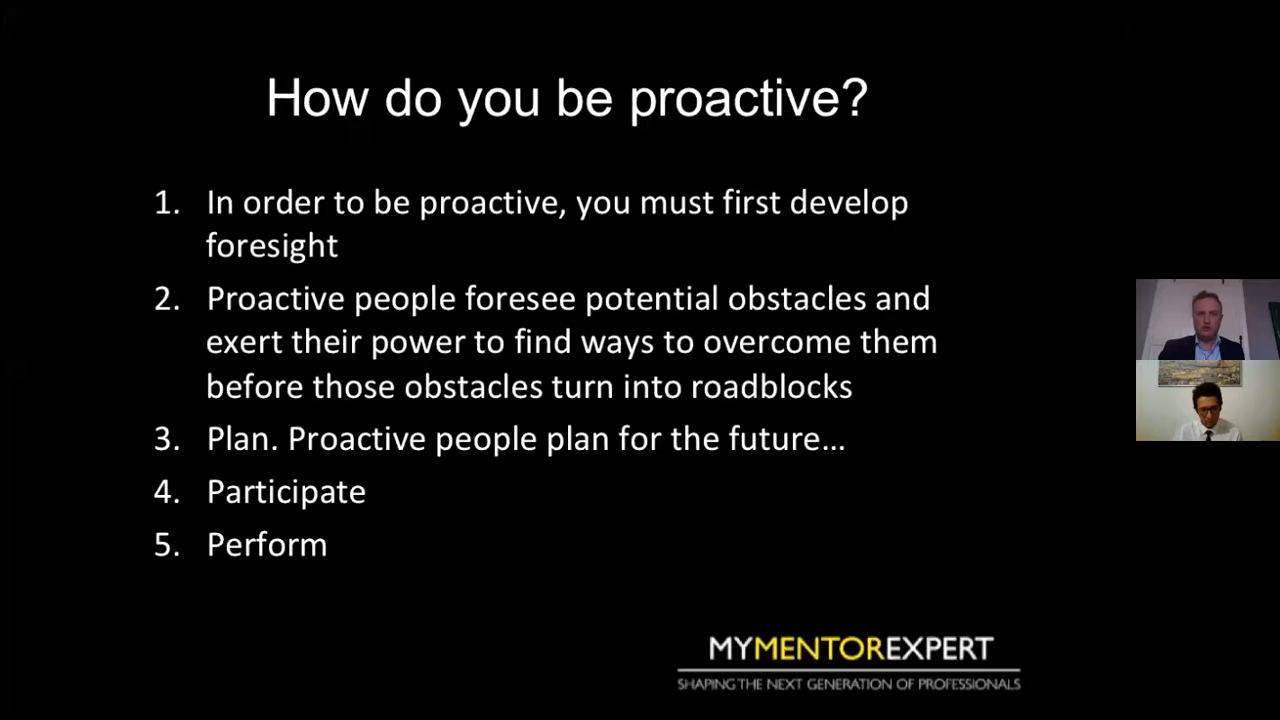 How do you be proactive?
1. In order to be proactive, you must first develop
foresight
2. Proactive people foresee potential obstacles and
exert their power to find ways to overcome them
before those obstacles turn into roadblocks
3. Plan. Proactive people plan for the future…
4. Participate
5. Perform
MYMENTOREXPERT
SHAPING THE NEXT GENERATION OF PROFESSIONALS